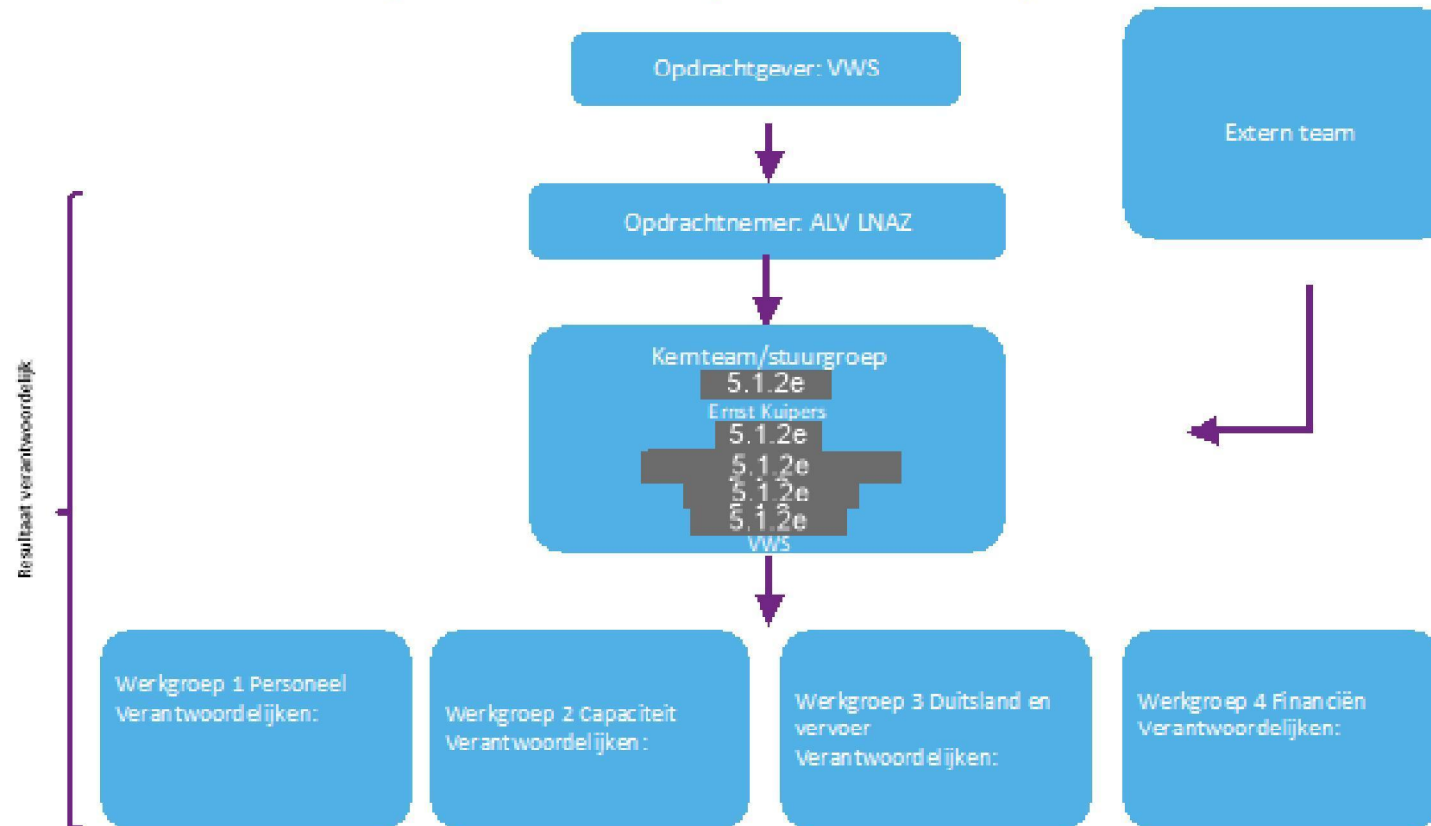 Opdrachtgever: VWS
Extern team
Opdrachtnemer: ALV LNAZ
Kernteam/stuurgroep
5.1.2e
Ernst Kuipers
5.1.2e
5.1.2e
5.1.2e
5.1.2e
VWS
Resultaat verantwoordelijk
Werkgroep 1 Personeel
Verantwoordelijken:
Werkgroep 2 Capaciteit
Verantwoordelijken:
Werkgroep 3 Duitsland en
vervoer
Verantwoordelijken:
Werkgroep 4 Financiën
Verantwoordelijken: